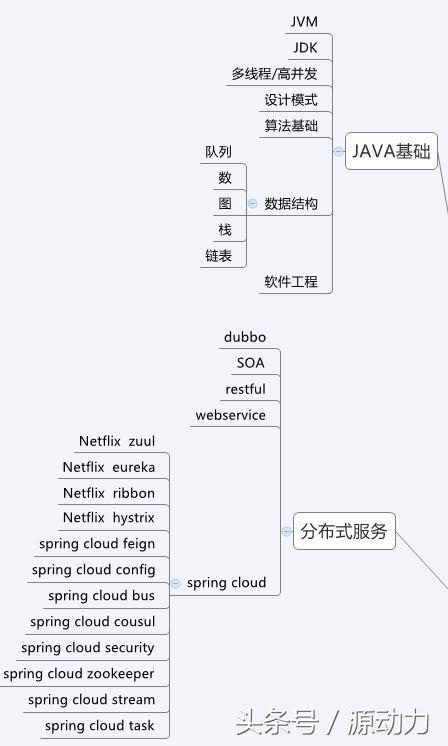 JVM
JDK
多线程/高并发
设计模式
算法基础
JAVA基础
队列
数
图
栈
链表
数据结构
软件工程
dubbo
SOA
restful
webservice
分布式服务
Netflix zuul
Netflix eureka
Netflix ribbon
Netflix hystrix
spring cloud feign
spring cloud config
spring cloud bus
spring cloud cousul
spring cloud security
spring cloud zookeeper
spring cloud stream
spring cloud task
spring cloud
头条号 / 源动力